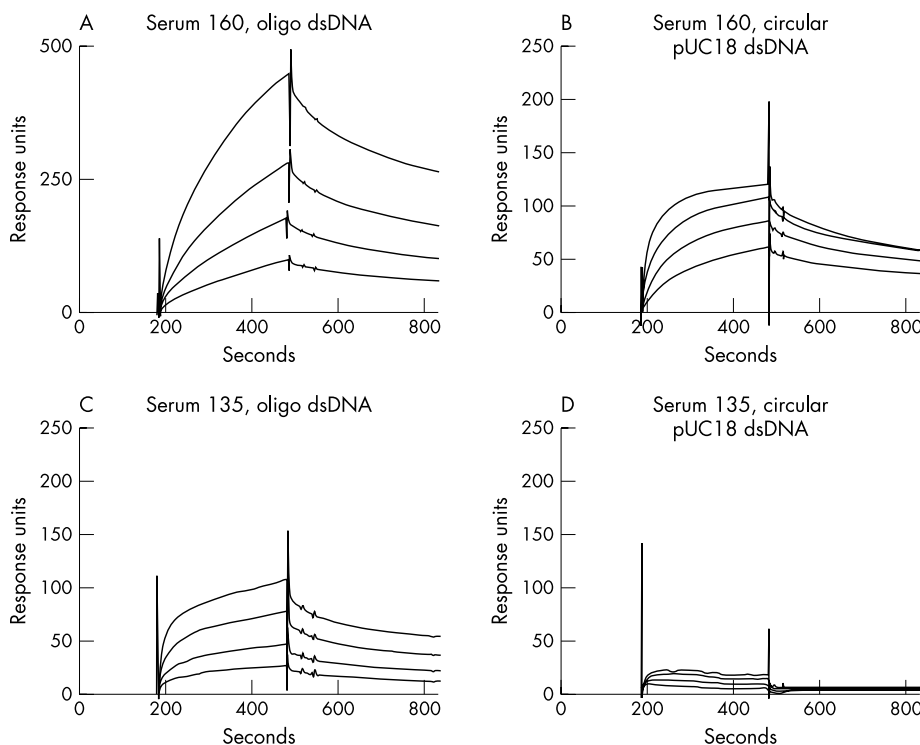 A
Serum 160, oligo dsDNA
500
250
0
Response units
0
200
400
600
800
Seconds
B
Serum 160, circular
pUC18 dsDNA
250
200
150
100
50
0
Response units
0
200
400
600
800
Seconds
C
Serum 135, oligo dsDNA
250
200
150
100
50
0
Response units
0
200
400
600
800
Seconds
D
Serum 135, circular
pUC18 dsDNA
250
200
150
100
50
0
Response units
0
200
400
600
800
Seconds